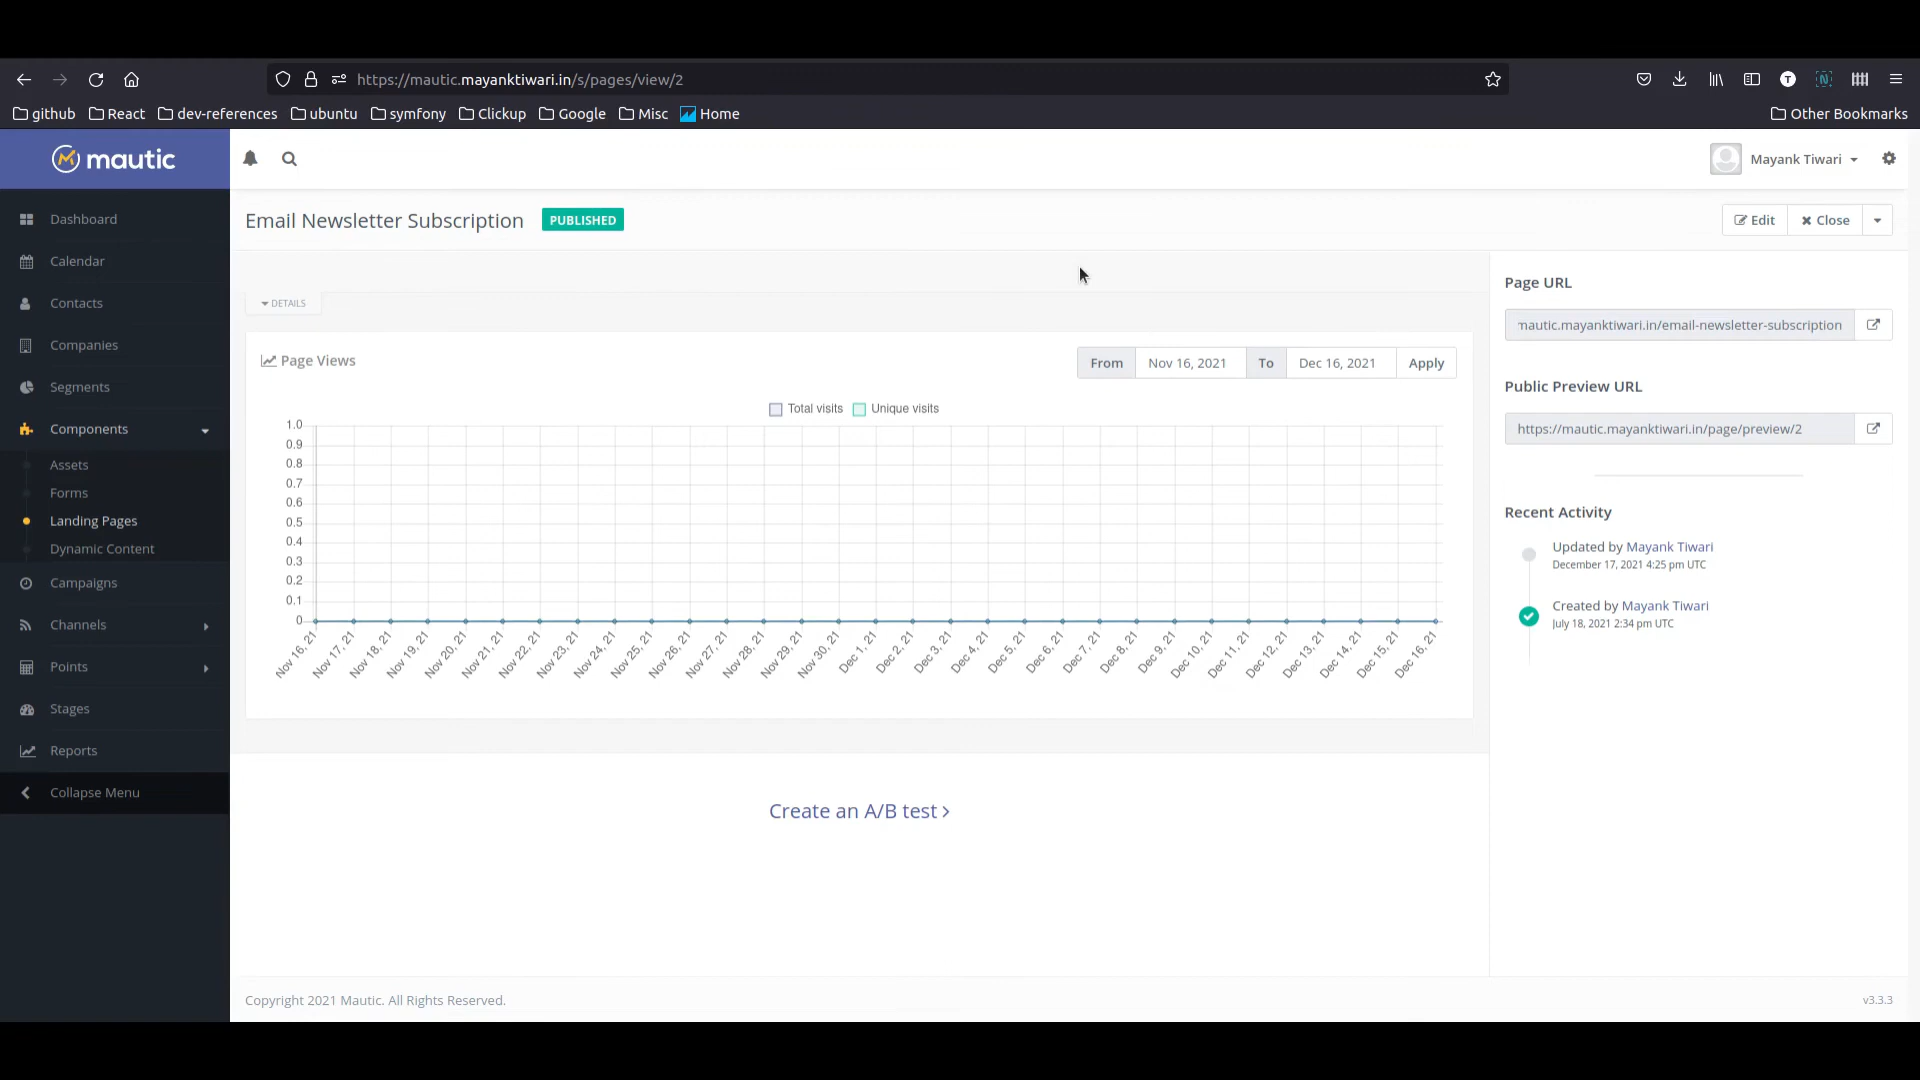 https://mautic.mayanktiwari.in/s/pages/view/2
github React dev-references ubuntu symfony Clickup Google Misc Home Other Bookmarks
mautic
Mayank Tiwari
Email Newsletter Subscription PUBLISHED
Edit Close
Dashboard
Calendar
Contacts
Companies
Segments
Components
Assets
Forms
Landing Pages
Dynamic Content
Campaigns
Channels
Points
Stages
Reports
Collapse Menu
DETAILS
Page Views
From Nov 16, 2021 To Dec 16, 2021 Apply
Total visits Unique visits
1.0
0.9
0.8
0.7
0.6
0.5
0.4
0.3
0.2
0.1
0
Nov 16, 21
Nov 17, 21
Nov 18, 21
Nov 19, 21
Nov 20, 21
Nov 21, 21
Nov 22, 21
Nov 23, 21
Nov 24, 21
Nov 25, 21
Nov 26, 21
Nov 27, 21
Nov 28, 21
Nov 29, 21
Nov 30, 21
Dec 1, 21
Dec 2, 21
Dec 3, 21
Dec 4, 21
Dec 5, 21
Dec 6, 21
Dec 7, 21
Dec 8, 21
Dec 9, 21
Dec 10, 21
Dec 11, 21
Dec 12, 21
Dec 13, 21
Dec 14, 21
Dec 15, 21
Dec 16, 21
Create an A/B test
Page URL
mautic.mayanktiwari.in/email-newsletter-subscription
Public Preview URL
https://mautic.mayanktiwari.in/page/preview/2
Recent Activity
Updated by Mayank Tiwari
December 17, 2021 4:25 pm UTC
Created by Mayank Tiwari
July 18, 2021 2:34 pm UTC
Copyright 2021 Mautic. All Rights Reserved.
v3.3.3